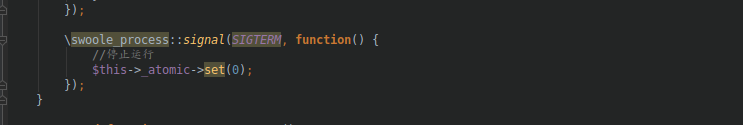 });
\swoole_process::signal(SIGTERM, function() {
//停止运行
$this->_atomic->set(0);
});
}